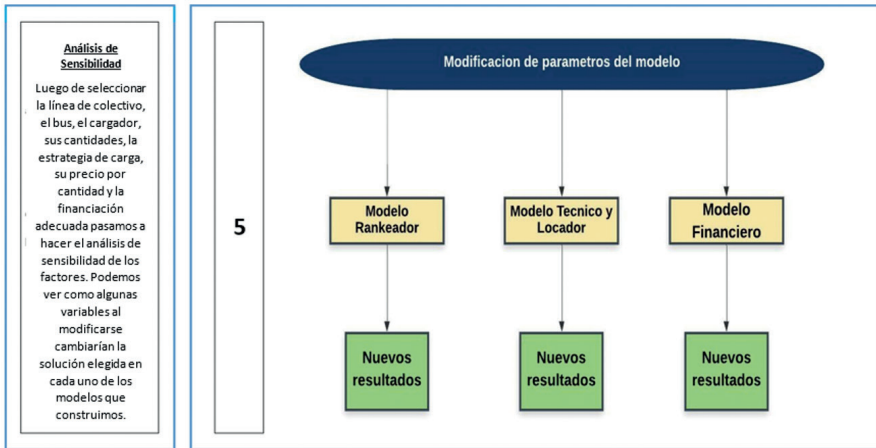 Análisis de
Sensibilidad
Luego de seleccionar
la línea de colectivo,
el bus, el cargador,
sus cantidades, la
estrategia de carga,
su precio por
cantidad y la
financiación
adecuada pasamos a
hacer el análisis de
sensibilidad de los
factores. Podemos
ver como algunas
variables al
modificarse
cambiarían la
solución elegida en
cada uno de los
modelos que
construimos.
5
Modificacion de parametros del modelo
Modelo
Rankeador
Modelo Tecnico y
Locador
Modelo
Financiero
Nuevos
resultados
Nuevos
resultados
Nuevos
resultados